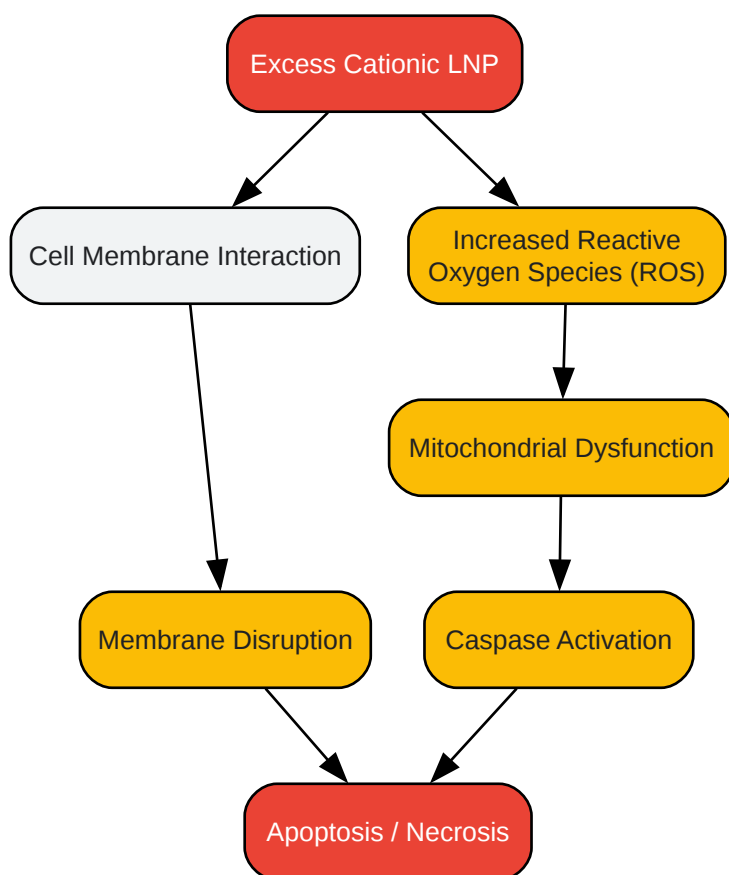 Excess Cationic LNP
Cell Membrane Interaction
Increased Reactive
Oxygen Species (ROS)
Mitochondrial Dysfunction
Membrane Disruption
Caspase Activation
Apoptosis / Necrosis